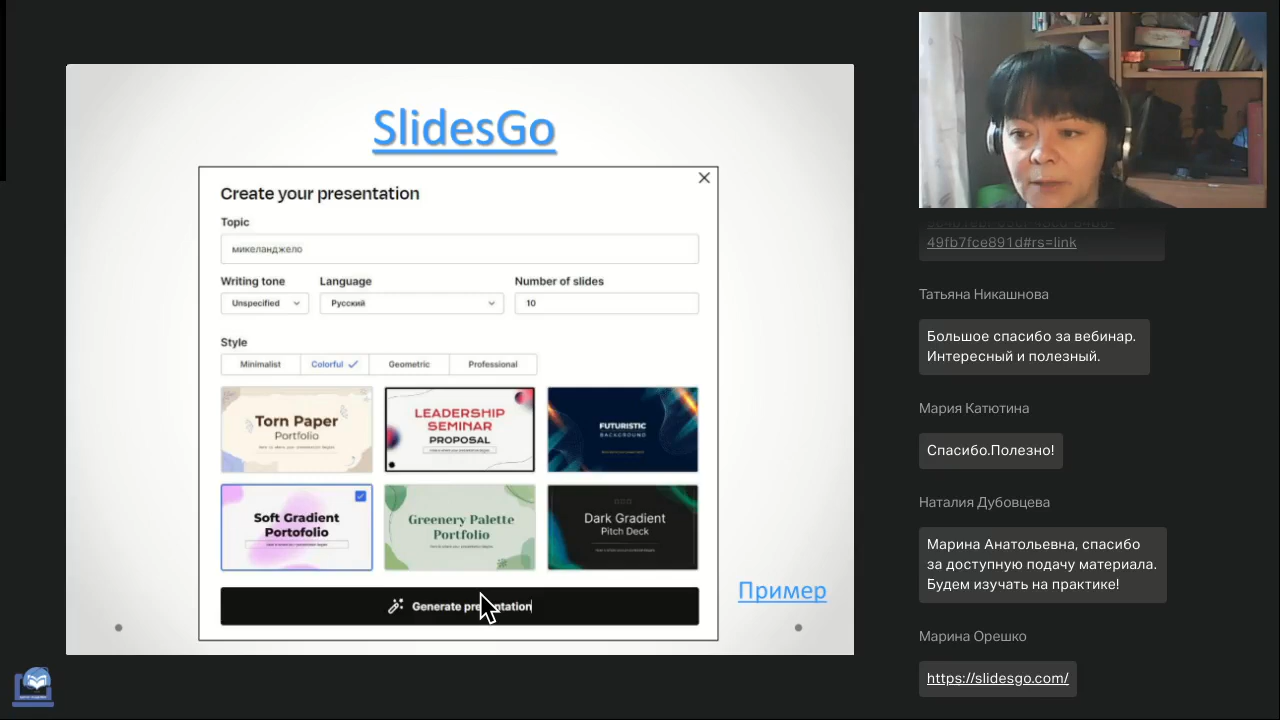 SlidesGo
Create your presentation
Topic
микеланджело
Writing tone
Language
Number of slides
Unspecified
Русский
10
Style
Minimalist
Colorful
Geometric
Professional
Torn Paper
Portfolio
LEADERSHIP
SEMINAR
PROPOSAL
FUTURISTIC
BACKGROUND
Soft Gradient
Portofolio
Greenery Palette
Portfolio
Dark Gradient
Pitch Deck
Generate presentation
Пример
49fb7fce891d#rs=link
Татьяна Никашнова
Большое спасибо за вебинар.
Интересный и полезный.
Мария Катютина
Спасибо.Полезно!
Наталия Дубовцева
Марина Анатольевна, спасибо
за доступную подачу материала.
Будем изучать на практике!
Марина Орешко
https://slidesgo.com/